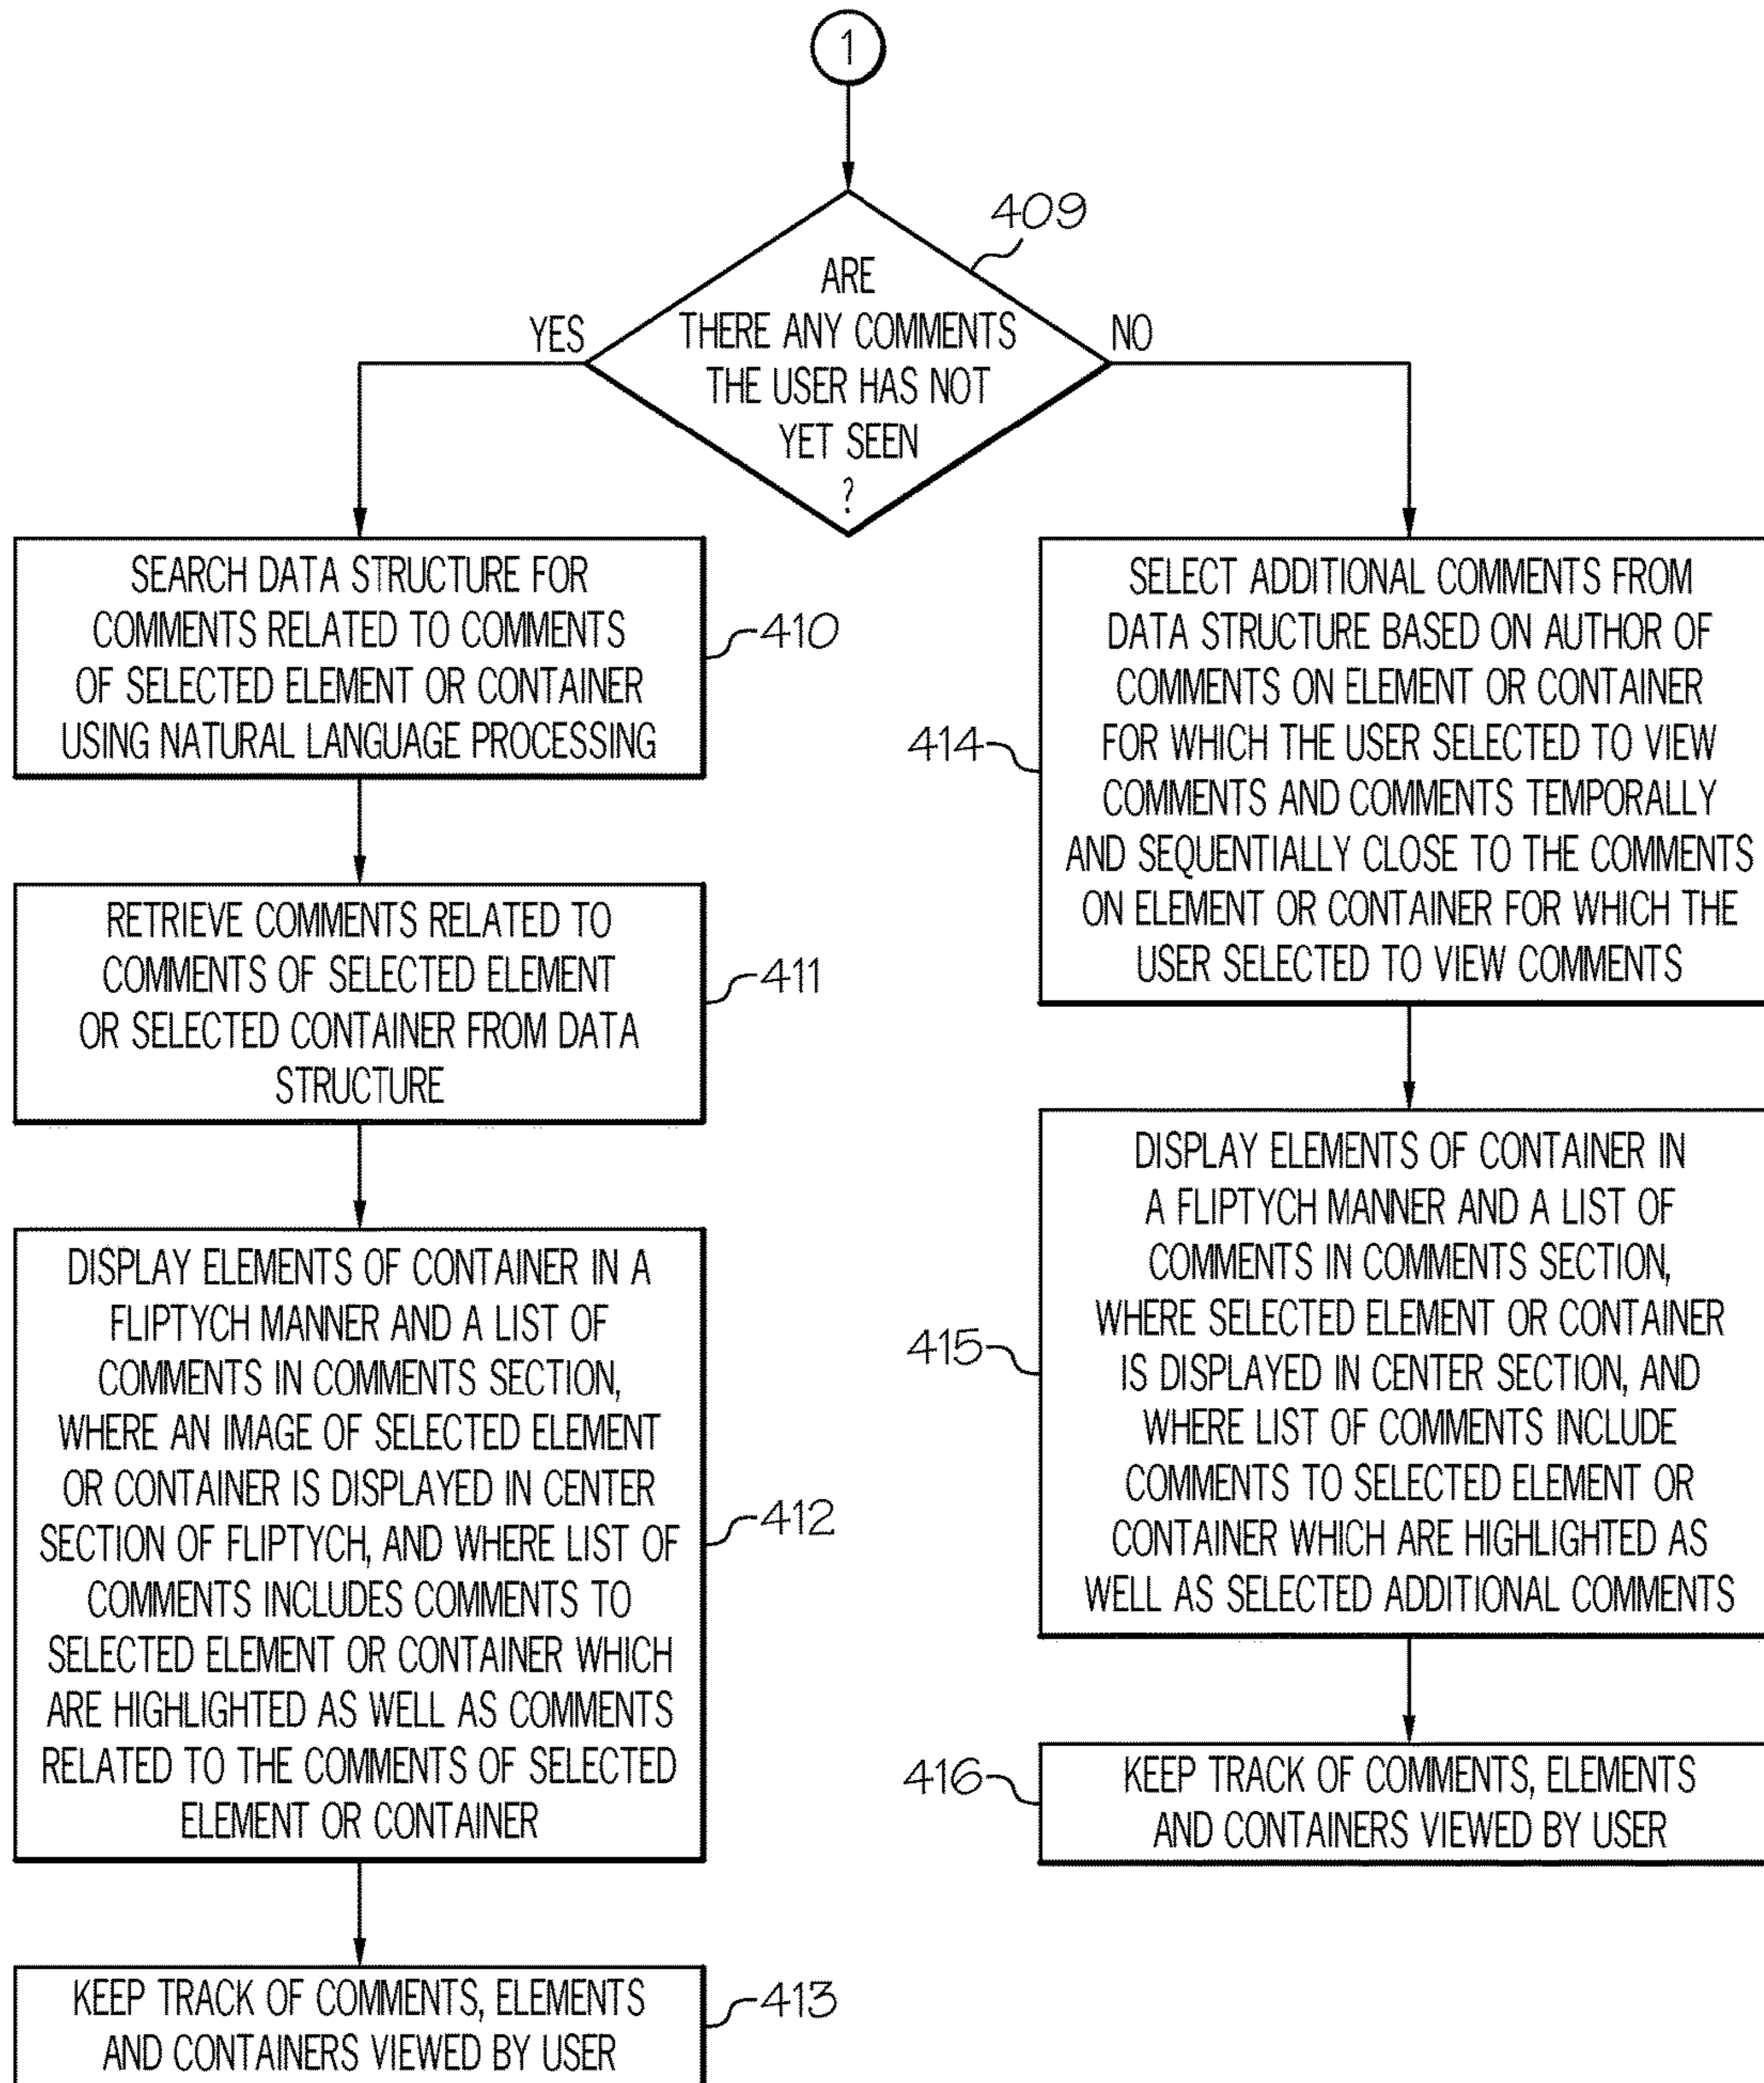 1
409
ARE
THERE ANY COMMENTS
THE USER HAS NOT
YET SEEN
?
YES
NO
SEARCH DATA STRUCTURE FOR
COMMENTS RELATED TO COMMENTS
OF SELECTED ELEMENT OR CONTAINER
USING NATURAL LANGUAGE PROCESSING
410
RETRIEVE COMMENTS RELATED TO
COMMENTS OF SELECTED ELEMENT
OR SELECTED CONTAINER FROM DATA
STRUCTURE
411
DISPLAY ELEMENTS OF CONTAINER IN A
FLIPTYCH MANNER AND A LIST OF
COMMENTS IN COMMENTS SECTION,
WHERE AN IMAGE OF SELECTED ELEMENT
OR CONTAINER IS DISPLAYED IN CENTER
SECTION OF FLIPTYCH, AND WHERE LIST OF
COMMENTS INCLUDES COMMENTS TO
SELECTED ELEMENT OR CONTAINER WHICH
ARE HIGHLIGHTED AS WELL AS COMMENTS
RELATED TO THE COMMENTS OF SELECTED
ELEMENT OR CONTAINER
412
KEEP TRACK OF COMMENTS, ELEMENTS
AND CONTAINERS VIEWED BY USER
413
SELECT ADDITIONAL COMMENTS FROM
DATA STRUCTURE BASED ON AUTHOR OF
COMMENTS ON ELEMENT OR CONTAINER
FOR WHICH THE USER SELECTED TO VIEW
COMMENTS AND COMMENTS TEMPORALLY
AND SEQUENTIALLY CLOSE TO THE COMMENTS
ON ELEMENT OR CONTAINER FOR WHICH THE
USER SELECTED TO VIEW COMMENTS
414
DISPLAY ELEMENTS OF CONTAINER IN
A FLIPTYCH MANNER AND A LIST OF
COMMENTS IN COMMENTS SECTION,
WHERE SELECTED ELEMENT OR CONTAINER
IS DISPLAYED IN CENTER SECTION, AND
WHERE LIST OF COMMENTS INCLUDE
COMMENTS TO SELECTED ELEMENT OR
CONTAINER WHICH ARE HIGHLIGHTED AS
WELL AS SELECTED ADDITIONAL COMMENTS
415
KEEP TRACK OF COMMENTS, ELEMENTS
AND CONTAINERS VIEWED BY USER
416